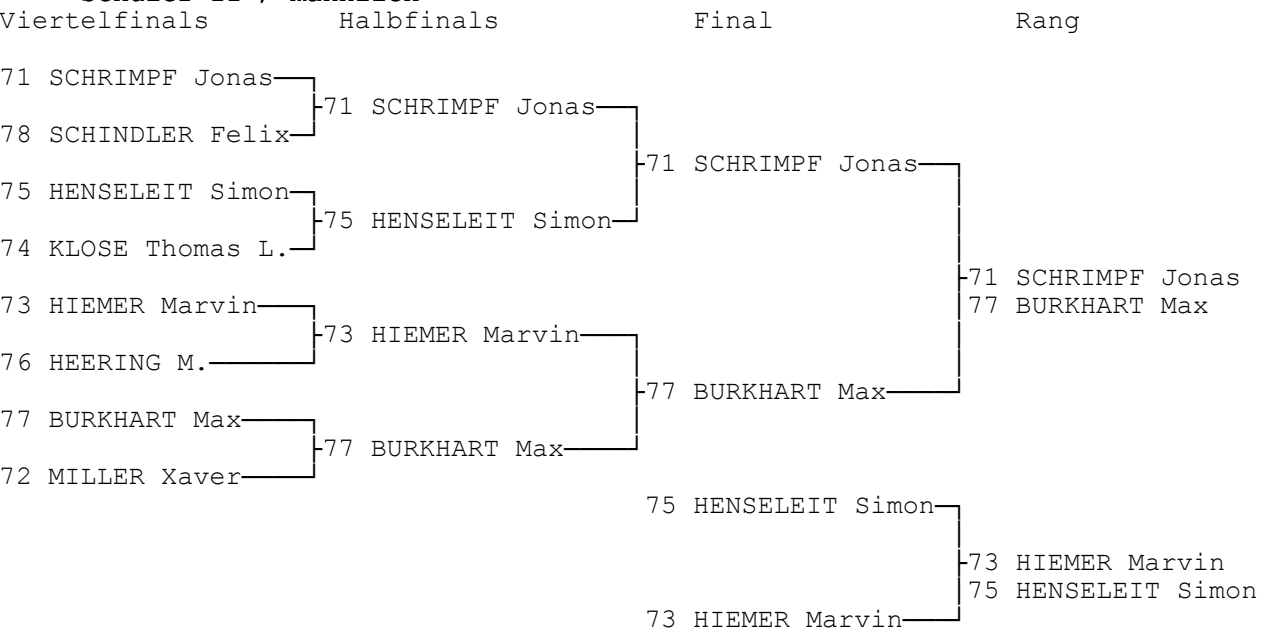 Viertelfinals Halbfinals Final Rang
71 SCHRIMPF Jonas
71 SCHRIMPF Jonas
78 SCHINDLER Felix
71 SCHRIMPF Jonas
75 HENSELEIT Simon
75 HENSELEIT Simon
74 KLOSE Thomas L.
71 SCHRIMPF Jonas
73 HIEMER Marvin 77 BURKHART Max
73 HIEMER Marvin
76 HEERING M.
77 BURKHART Max
77 BURKHART Max
77 BURKHART Max
72 MILLER Xaver
75 HENSELEIT Simon
73 HIEMER Marvin
75 HENSELEIT Simon
73 HIEMER Marvin